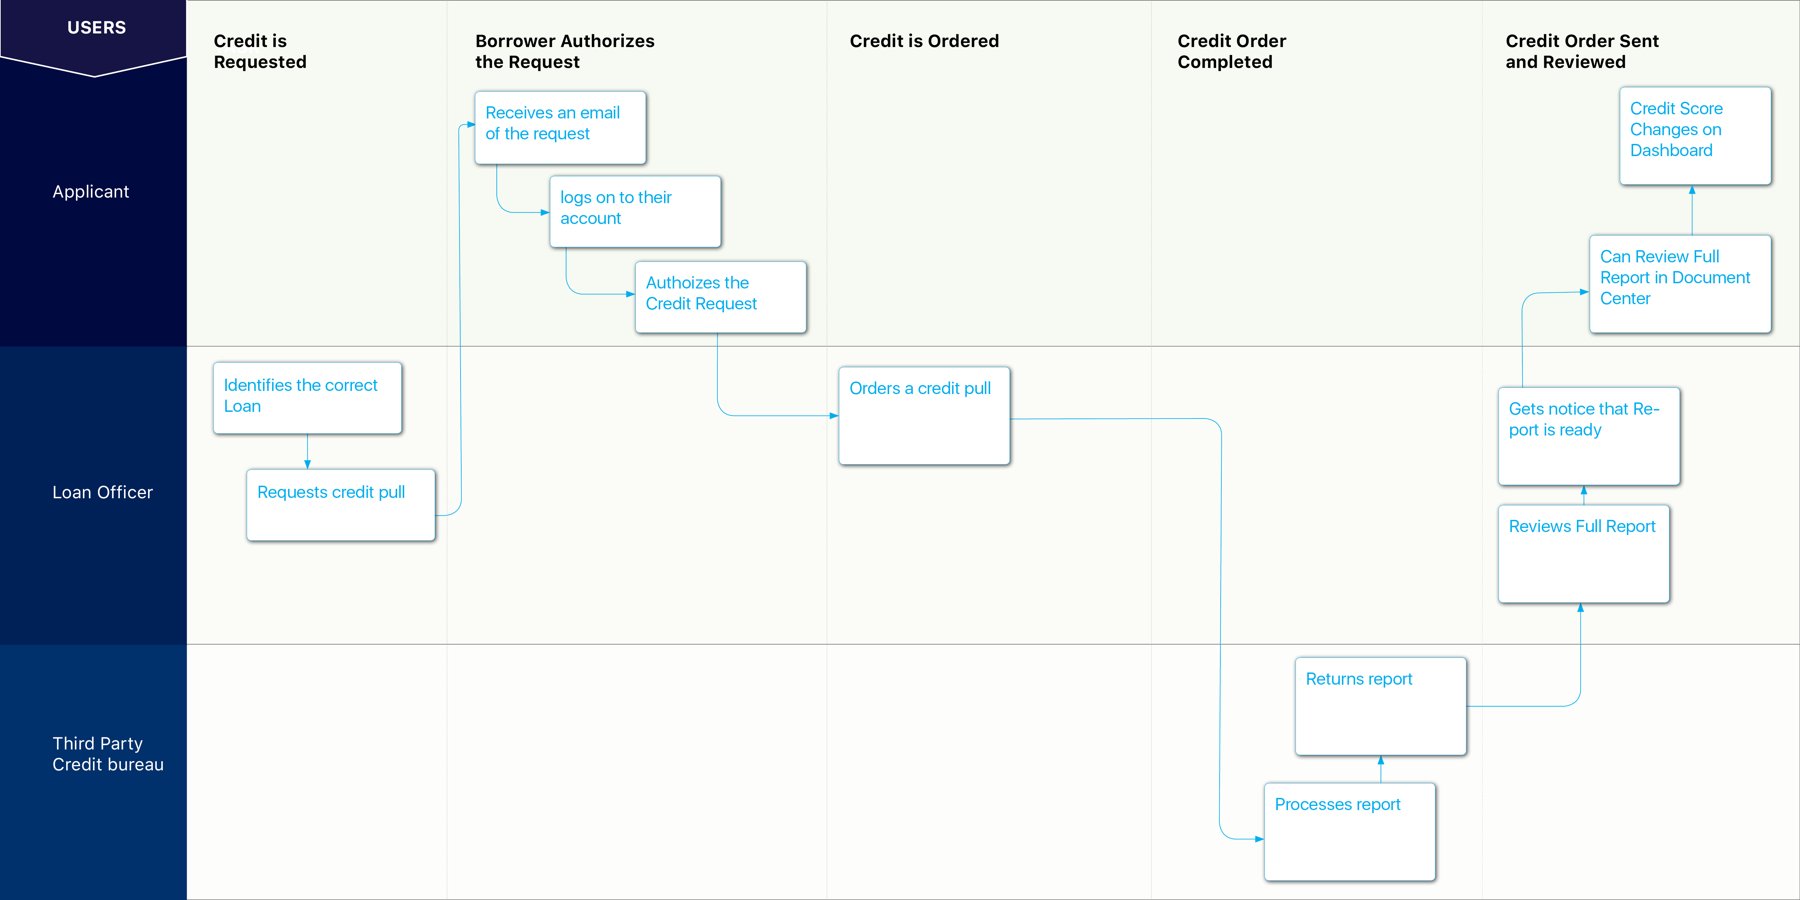 USERS
Credit is
Requested
Borrower Authorizes
the Request
Credit is Ordered
Credit Order
Completed
Credit Order Sent
and Reviewed
Applicant
Receives an email
of the request
logs on to their
account
Authoizes the
Credit Request
Credit Score
Changes on
Dashboard
Can Review Full
Report in Document
Center
Loan Officer
Identifies the correct
Loan
Requests credit pull
Orders a credit pull
Gets notice that Re-
port is ready
Reviews Full Report
Third Party
Credit bureau
Returns report
Processes report